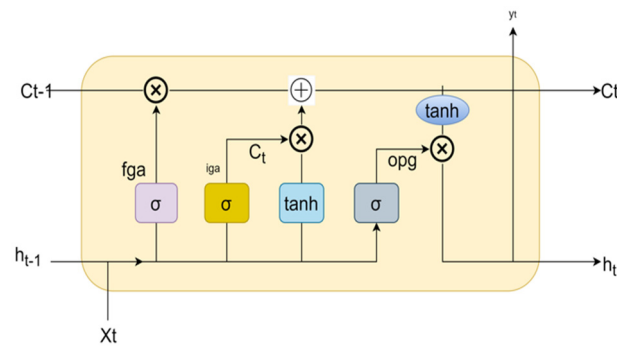 yt
Ct-1
Ct
tanh
fga
iga
Ct
opg
σ
σ
tanh
σ
ht-1
ht
Xt